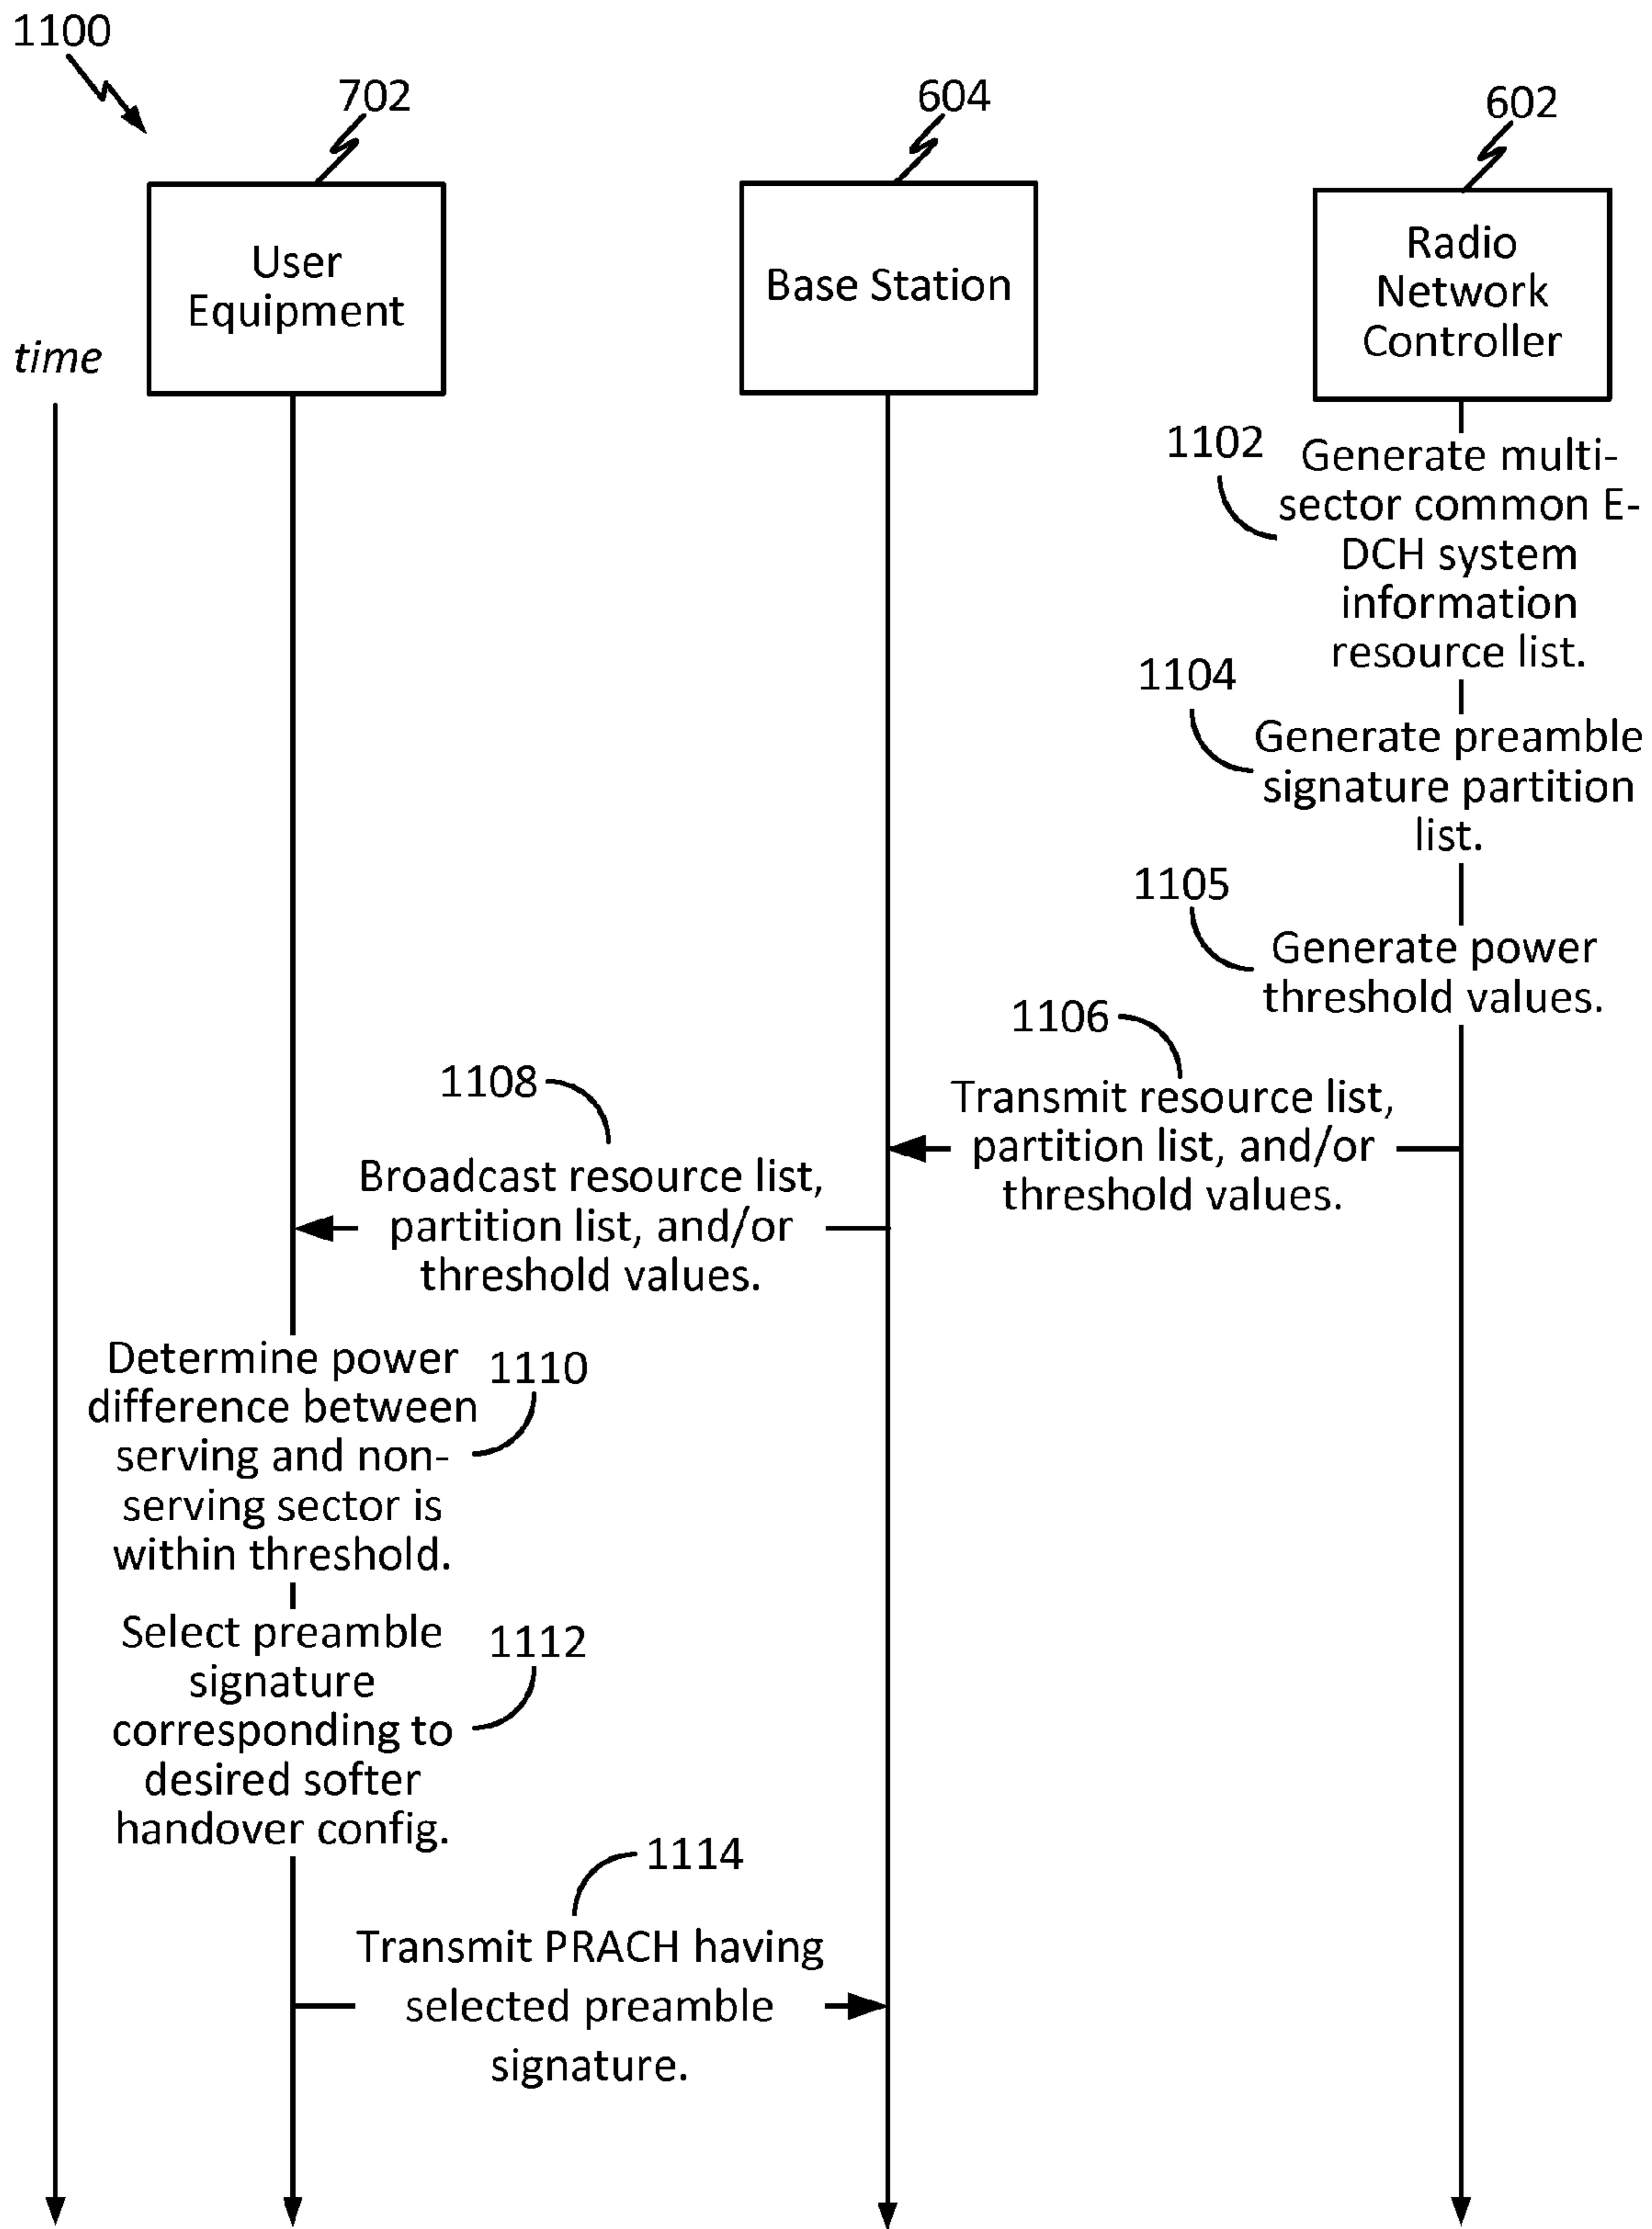 1100
702
604
602
User
Equipment
Base Station
Radio
Network
Controller
time
1102
Generate multi-
sector common E-
DCH system
information
resource list.
1104
Generate preamble
signature partition
list.
1105
Generate power
threshold values.
1106
Transmit resource list,
partition list, and/or
threshold values.
1108
Broadcast resource list,
partition list, and/or
threshold values.
1110
Determine power
difference between
serving and non-
serving sector is
within threshold.
1112
Select preamble
signature
corresponding to
desired softer
handover config.
1114
Transmit PRACH having
selected preamble
signature.